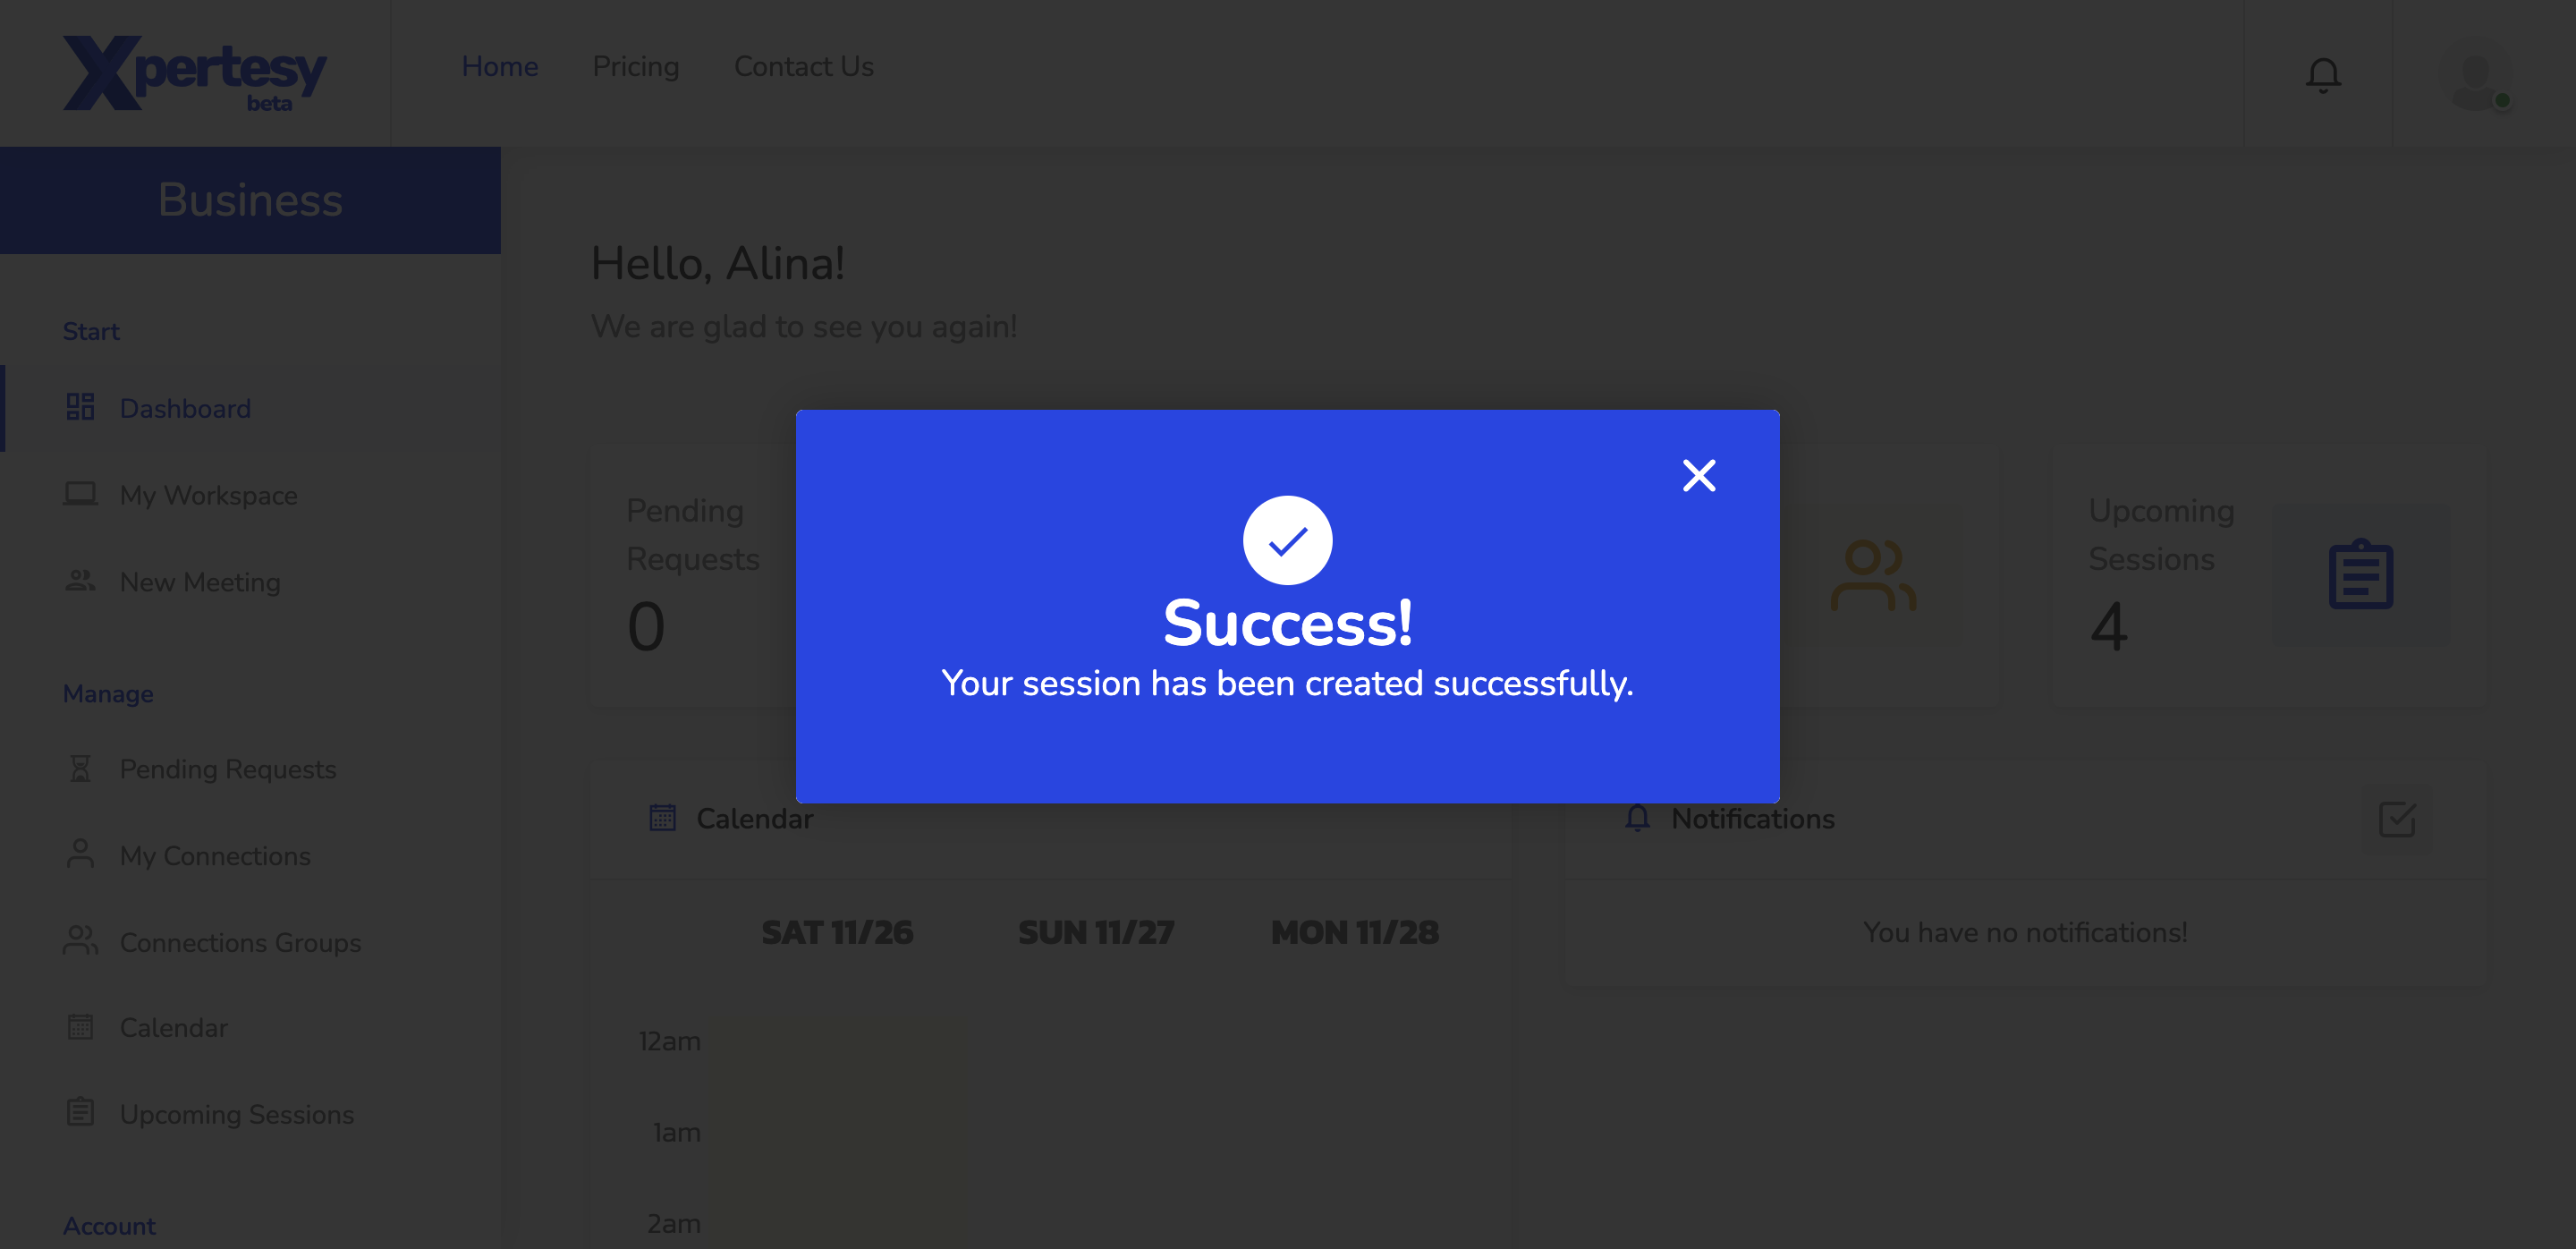 Xpertesy
beta
Home
Pricing
Contact Us
Business
Start
Dashboard
My Workspace
New Meeting
Manage
Pending Requests
My Connections
Connections Groups
Calendar
Upcoming Sessions
Account
Hello, Alina!
We are glad to see you again!
Pending
Requests
0
Upcoming
Sessions
4
Success!
Your session has been created successfully.
Calendar
SAT 11/26
SUN 11/27
MON 11/28
12am
1am
2am
Notifications
You have no notifications!